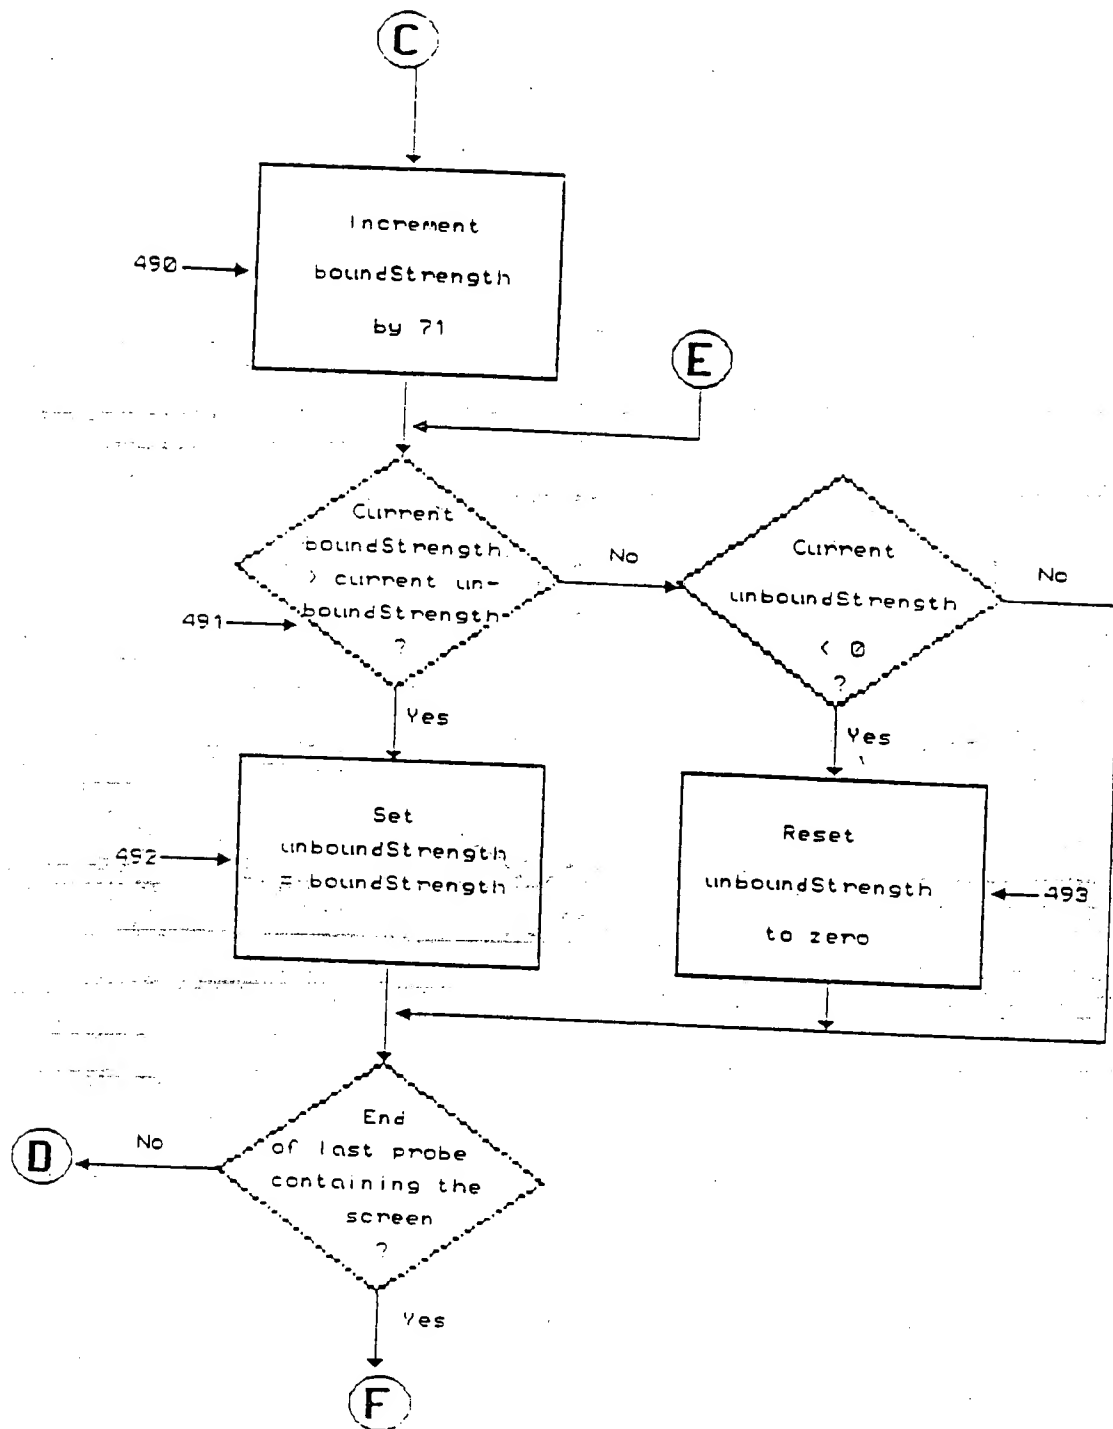 C
Increment
boundStrength
by 71
490
E
Current
boundStrength
> current un-
boundStrength
?
491
No
Current
unboundStrength
< 0
?
No
Yes
Yes
Set
unboundStrength
= boundStrength
492
Reset
unboundStrength
to zero
493
End
of last probe
containing the
screen
?
No
D
Yes
F